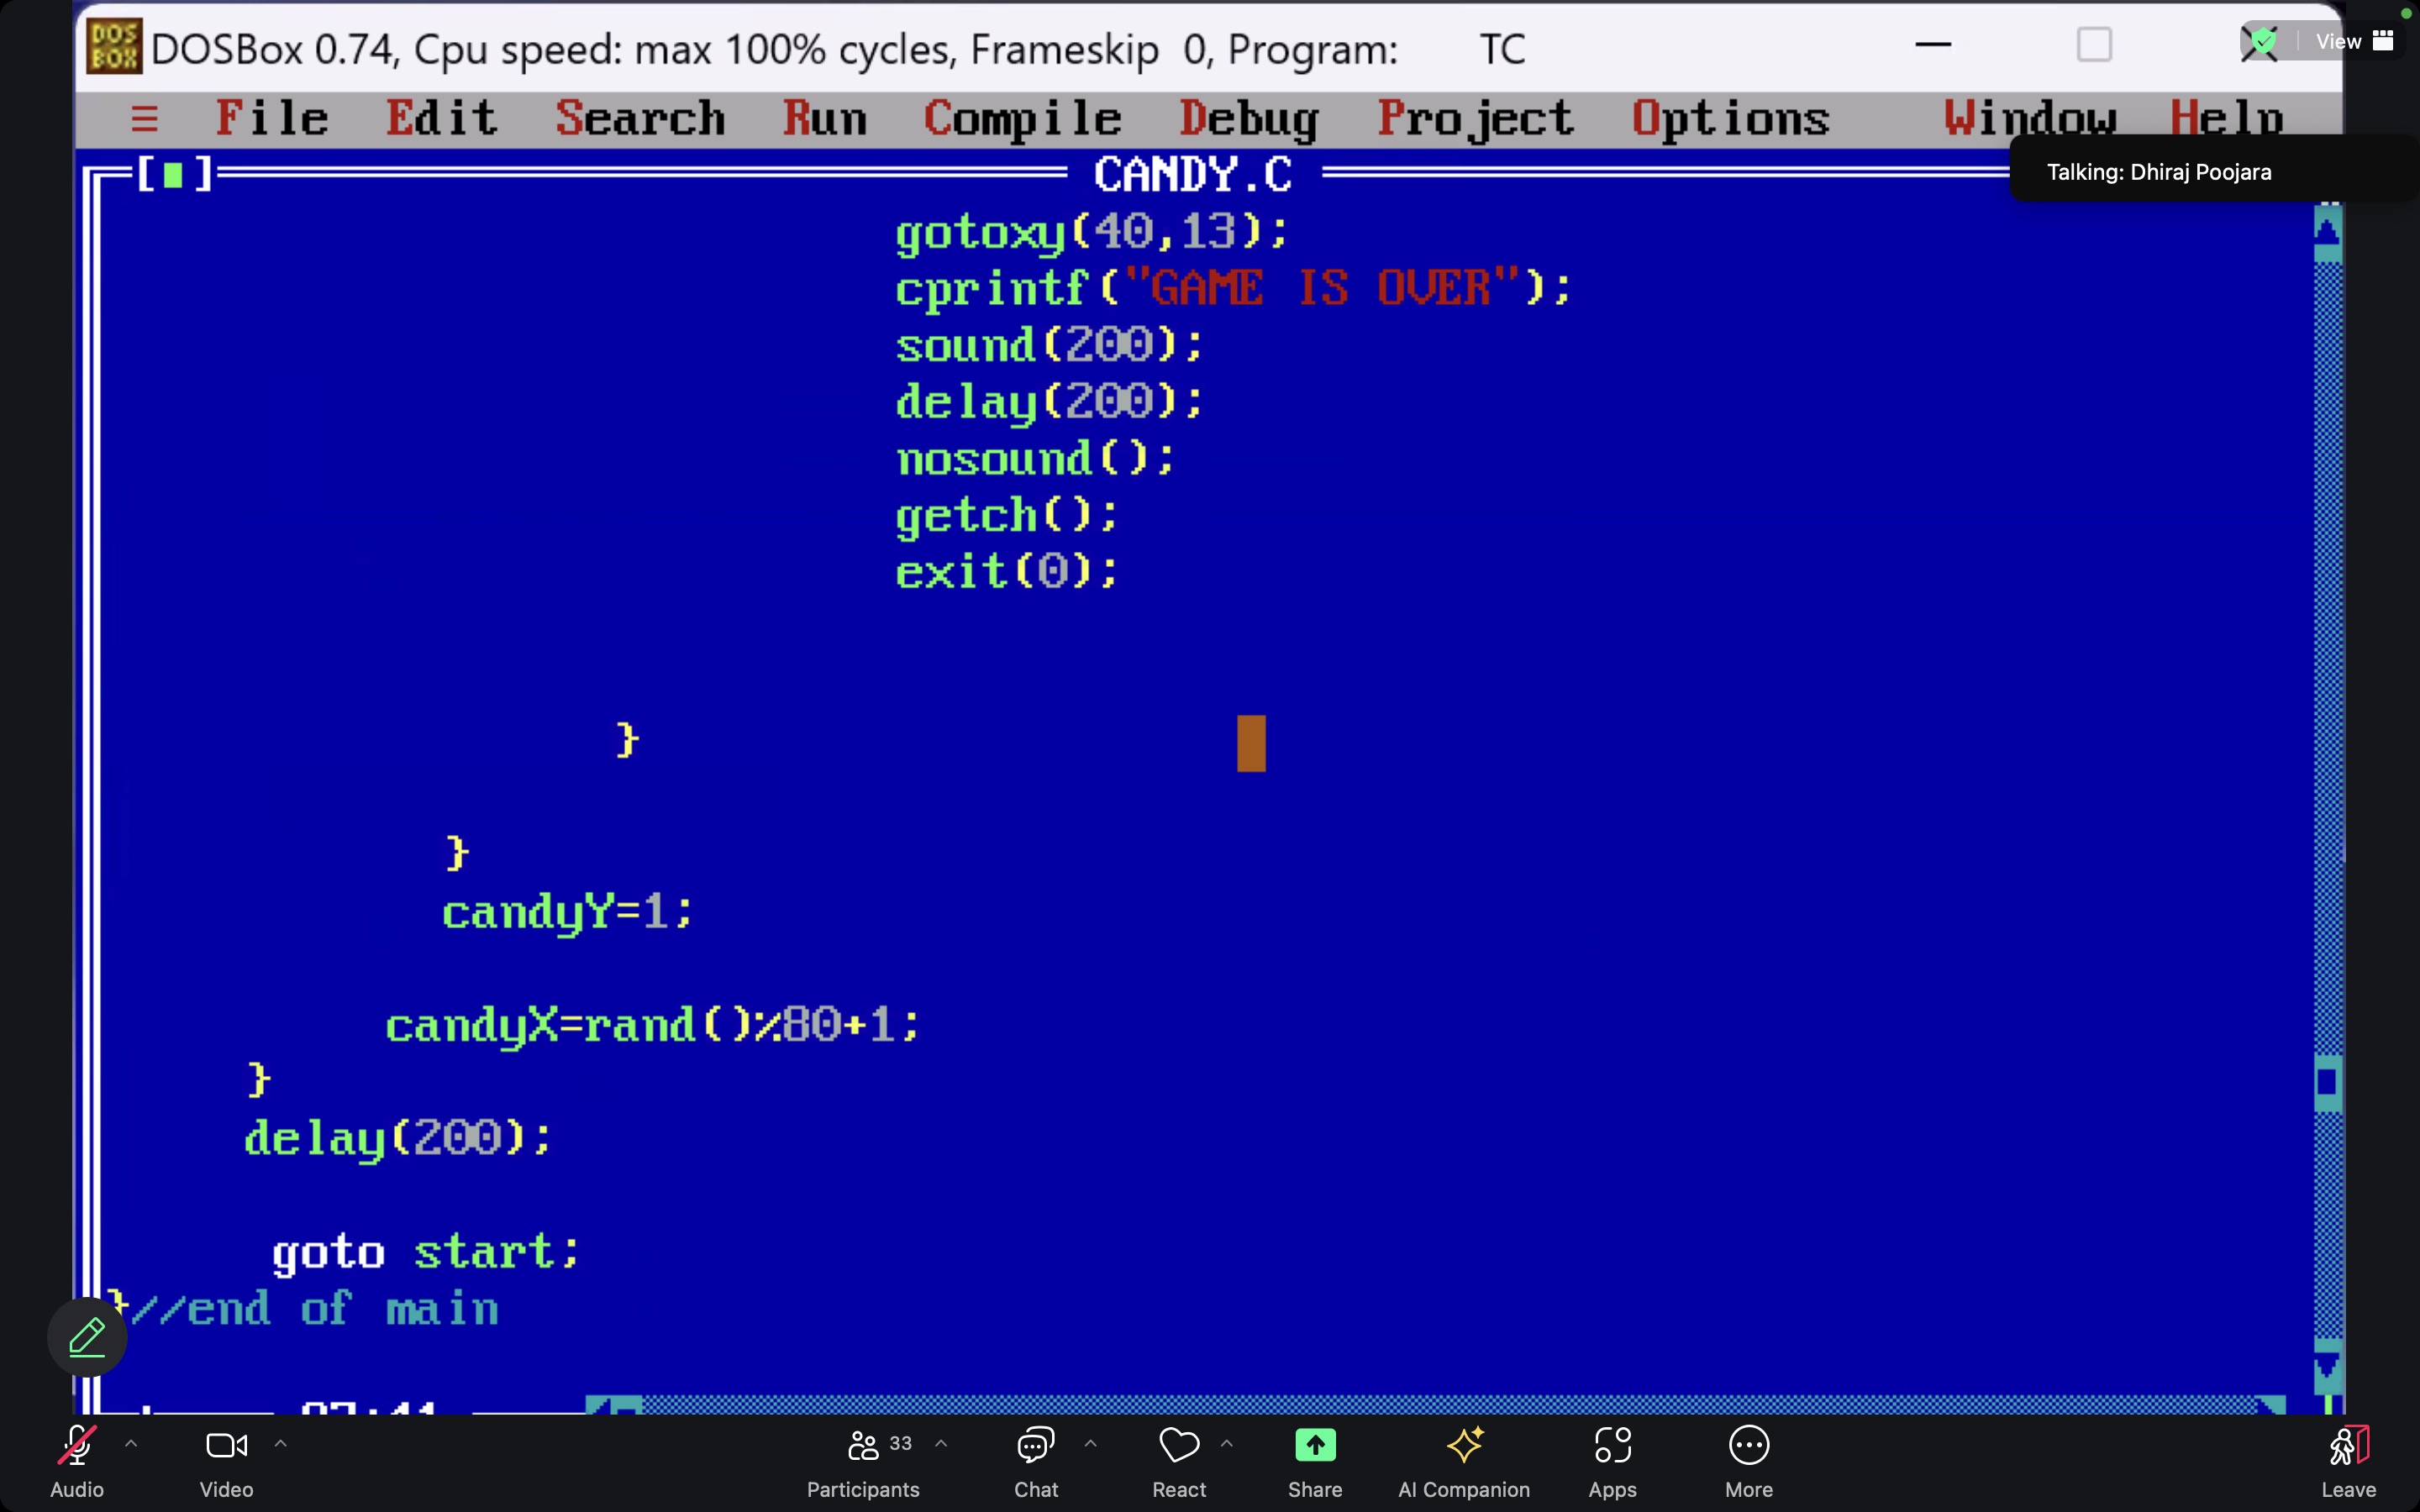 DOSBox 0.74, Cpu speed: max 100% cycles, Frameskip 0, Program: TC
View
File Edit Search Run Compile Debug Project Options Window Help
CANDY.C
Talking: Dhiraj Poojara
gotoxy(40,13);
cprintf("GAME IS OVER");
sound(200);
delay(200);
nosound();
getch();
exit(0);
}
}
candyY=1;
candyX=rand()%80+1;
}
delay(200);
goto start;
}//end of main
33
Audio Video Participants Chat React Share AI Companion Apps More Leave